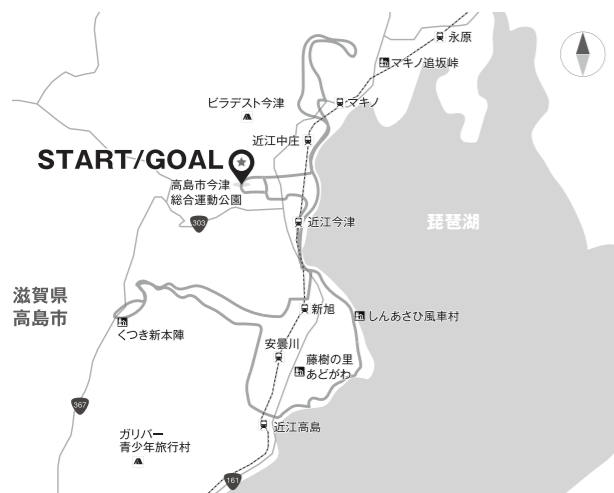 永原
マキノ追坂峠
ビラデスト今津
マキノ
近江中庄
START/GOAL
高島市今津
総合運動公園
303
近江今津
琵琶湖
滋賀県
高島市
新旭
しんあさひ風車村
くつき新本陣
安曇川
藤樹の里
あどがわ
367
ガリバー
青少年旅行村
近江高島
161